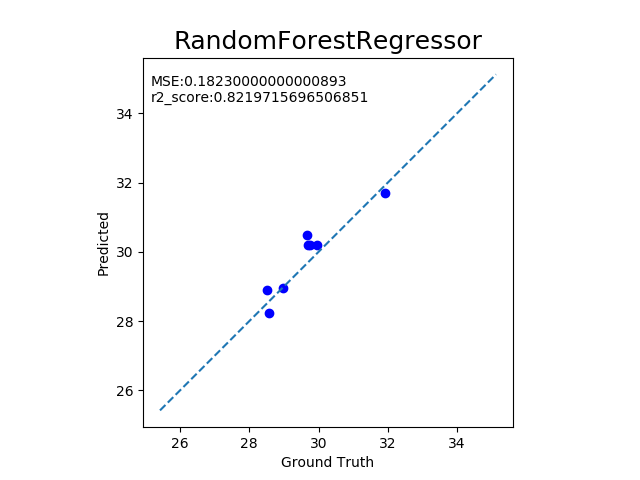 RandomForestRegressor
MSE:0.18230000000000893
r2_score:0.8219715696506851
34
32
30
28
26
Predicted
26 28 30 32 34
Ground Truth